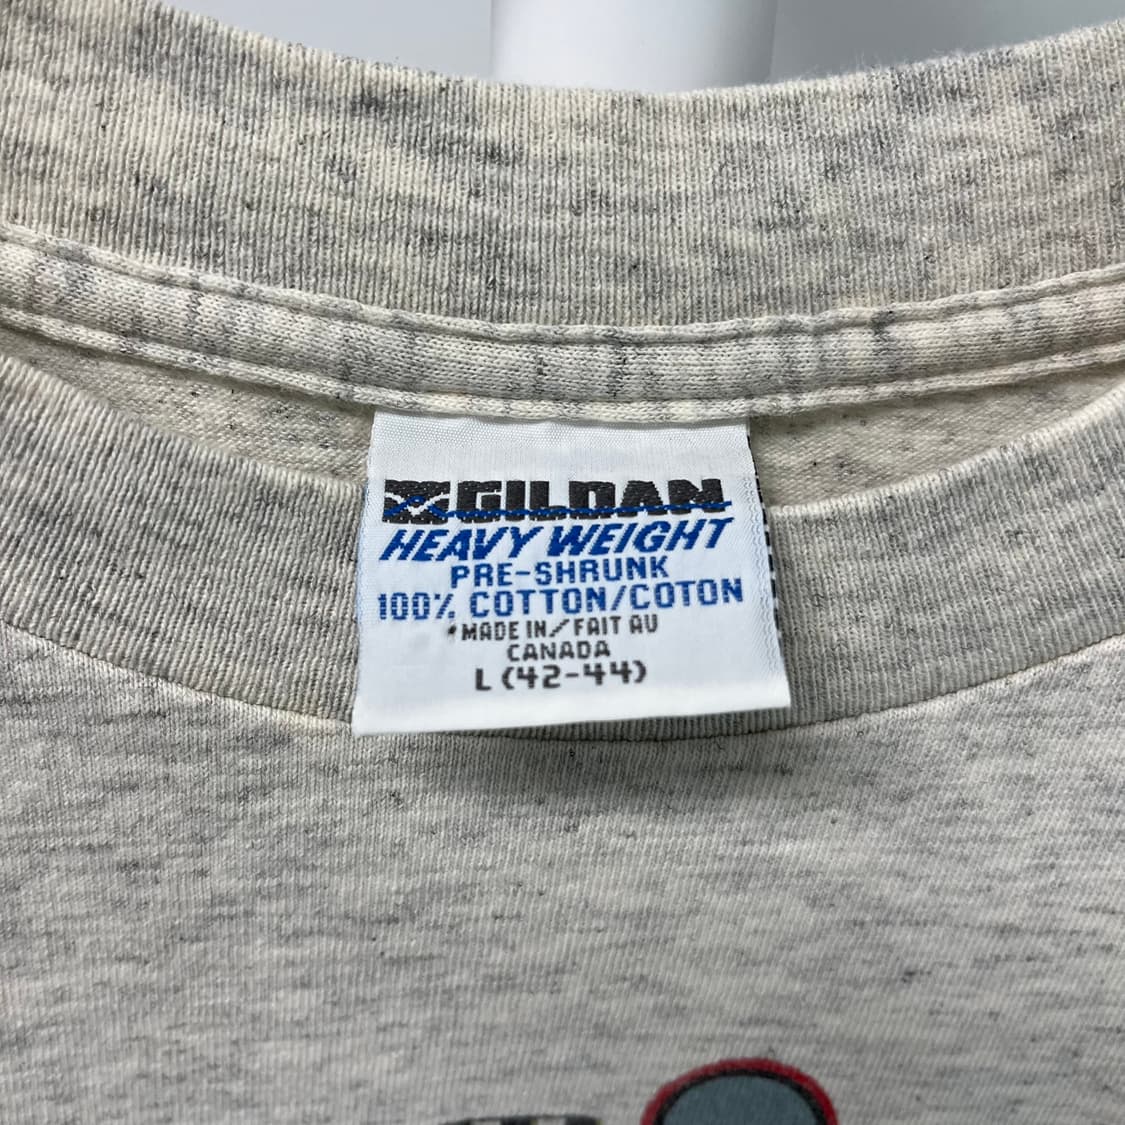 GILDAN
HEAVY WEIGHT
PRE-SHRUNK
100% COTTON/COTON
*MADE IN/FAIT AU
CANADA
L (42-44)